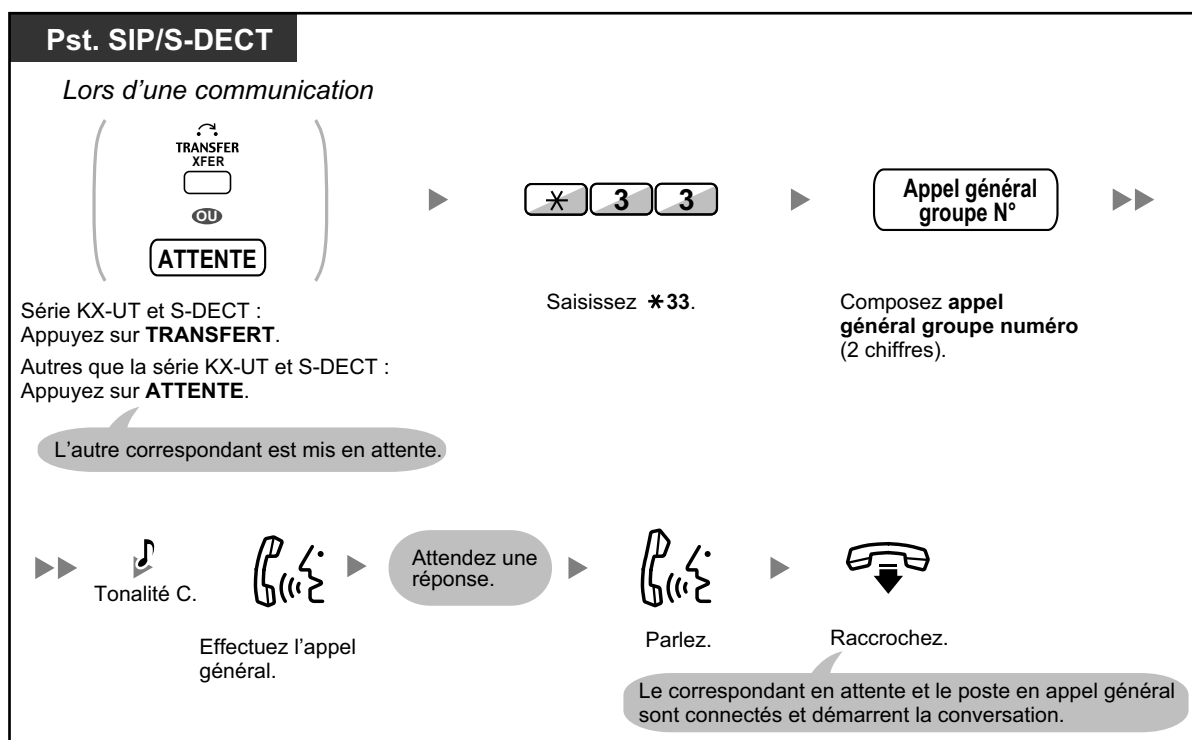 Pst. SIP/S-DECT
Lors d'une communication
TRANSFER
XFER
OU
ATTENTE
Série KX-UT et S-DECT :
Appuyez sur TRANSFERT.
Autres que la série KX-UT et S-DECT :
Appuyez sur ATTENTE.
L'autre correspondant est mis en attente.
* 3 3
Saisissez *33.
Appel général
groupe N°
Composez appel
général groupe numéro
(2 chiffres).
Tonalité C.
Effectuez l'appel
général.
Attendez une
réponse.
Parlez.
Raccrochez.
Le correspondant en attente et le poste en appel général
sont connectés et démarrent la conversation.